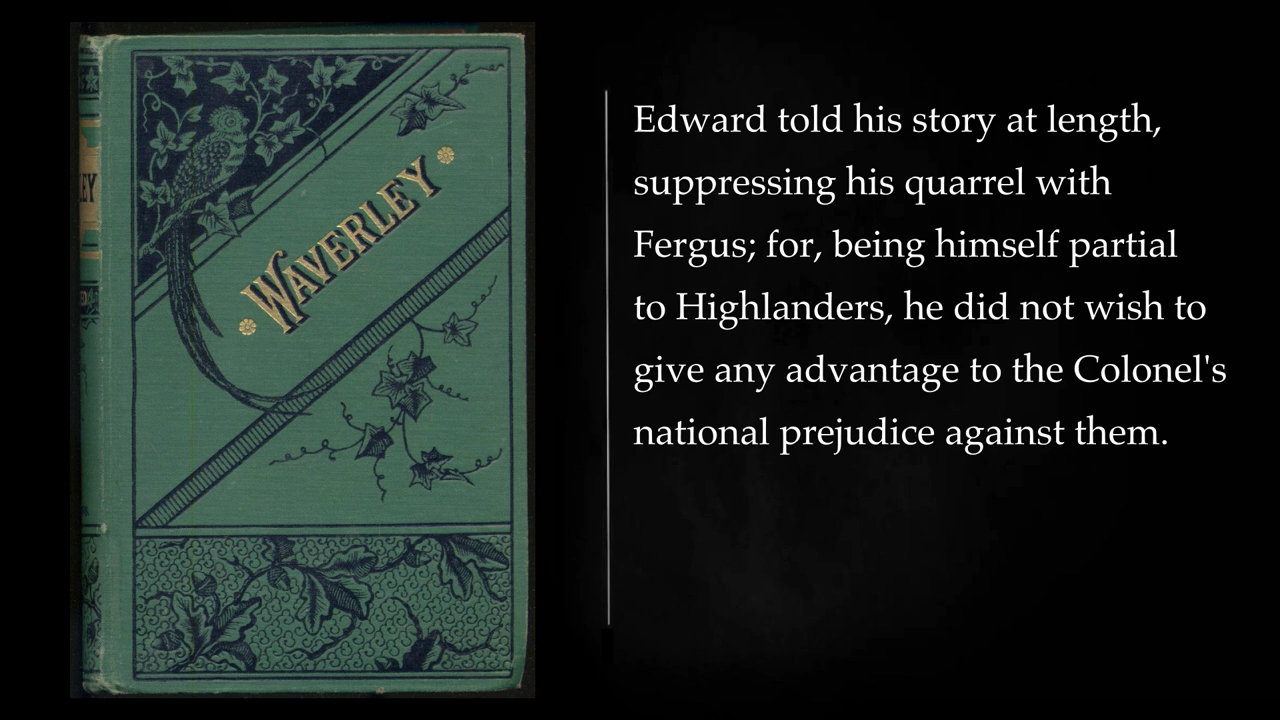 WAVERLEY
Edward told his story at length,
suppressing his quarrel with
Fergus; for, being himself partial
to Highlanders, he did not wish to
give any advantage to the Colonel's
national prejudice against them.